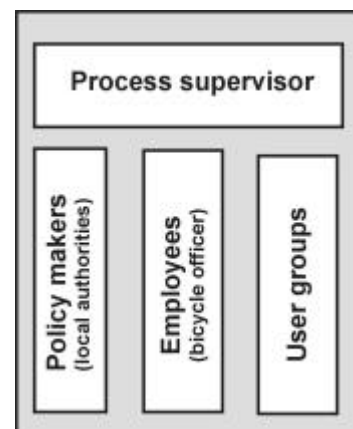 Process supervisor
Policy makers
(local authorities)
Employees
(bicycle officer)
User groups